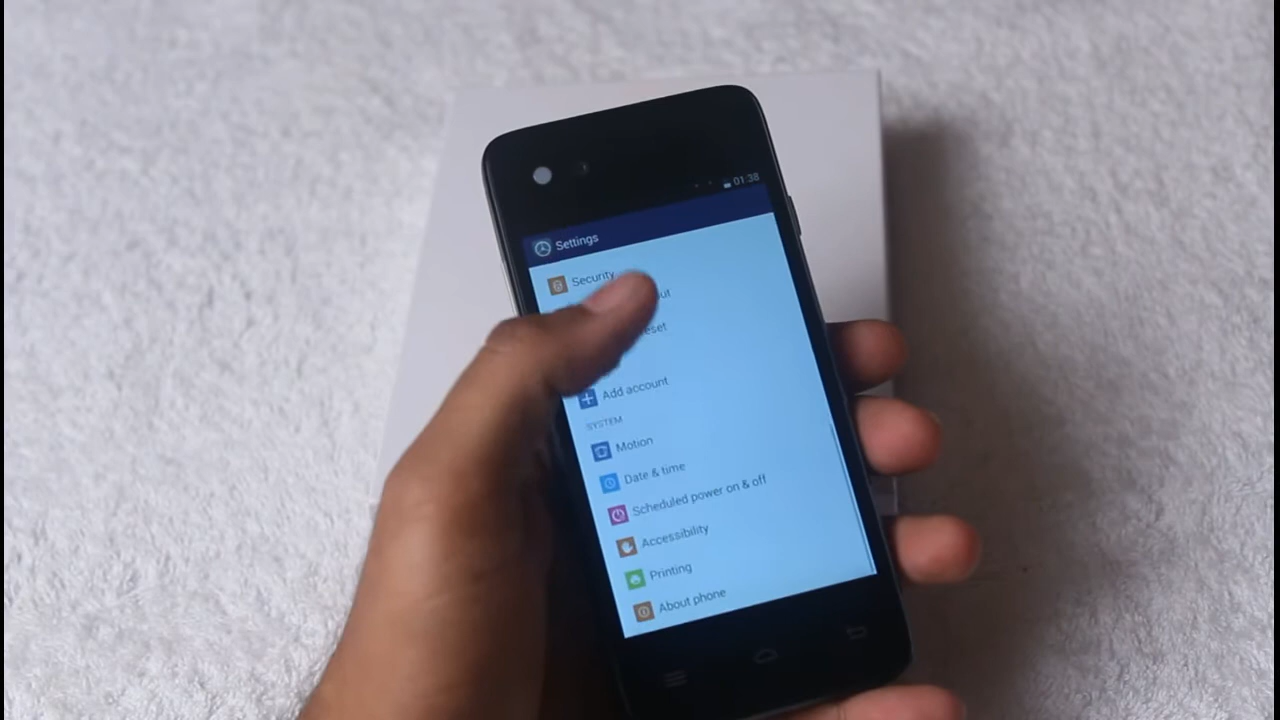 01:38
Settings
Security
Add account
SYSTEM
Motion
Date & time
Scheduled power on & off
Accessibility
Printing
About phone